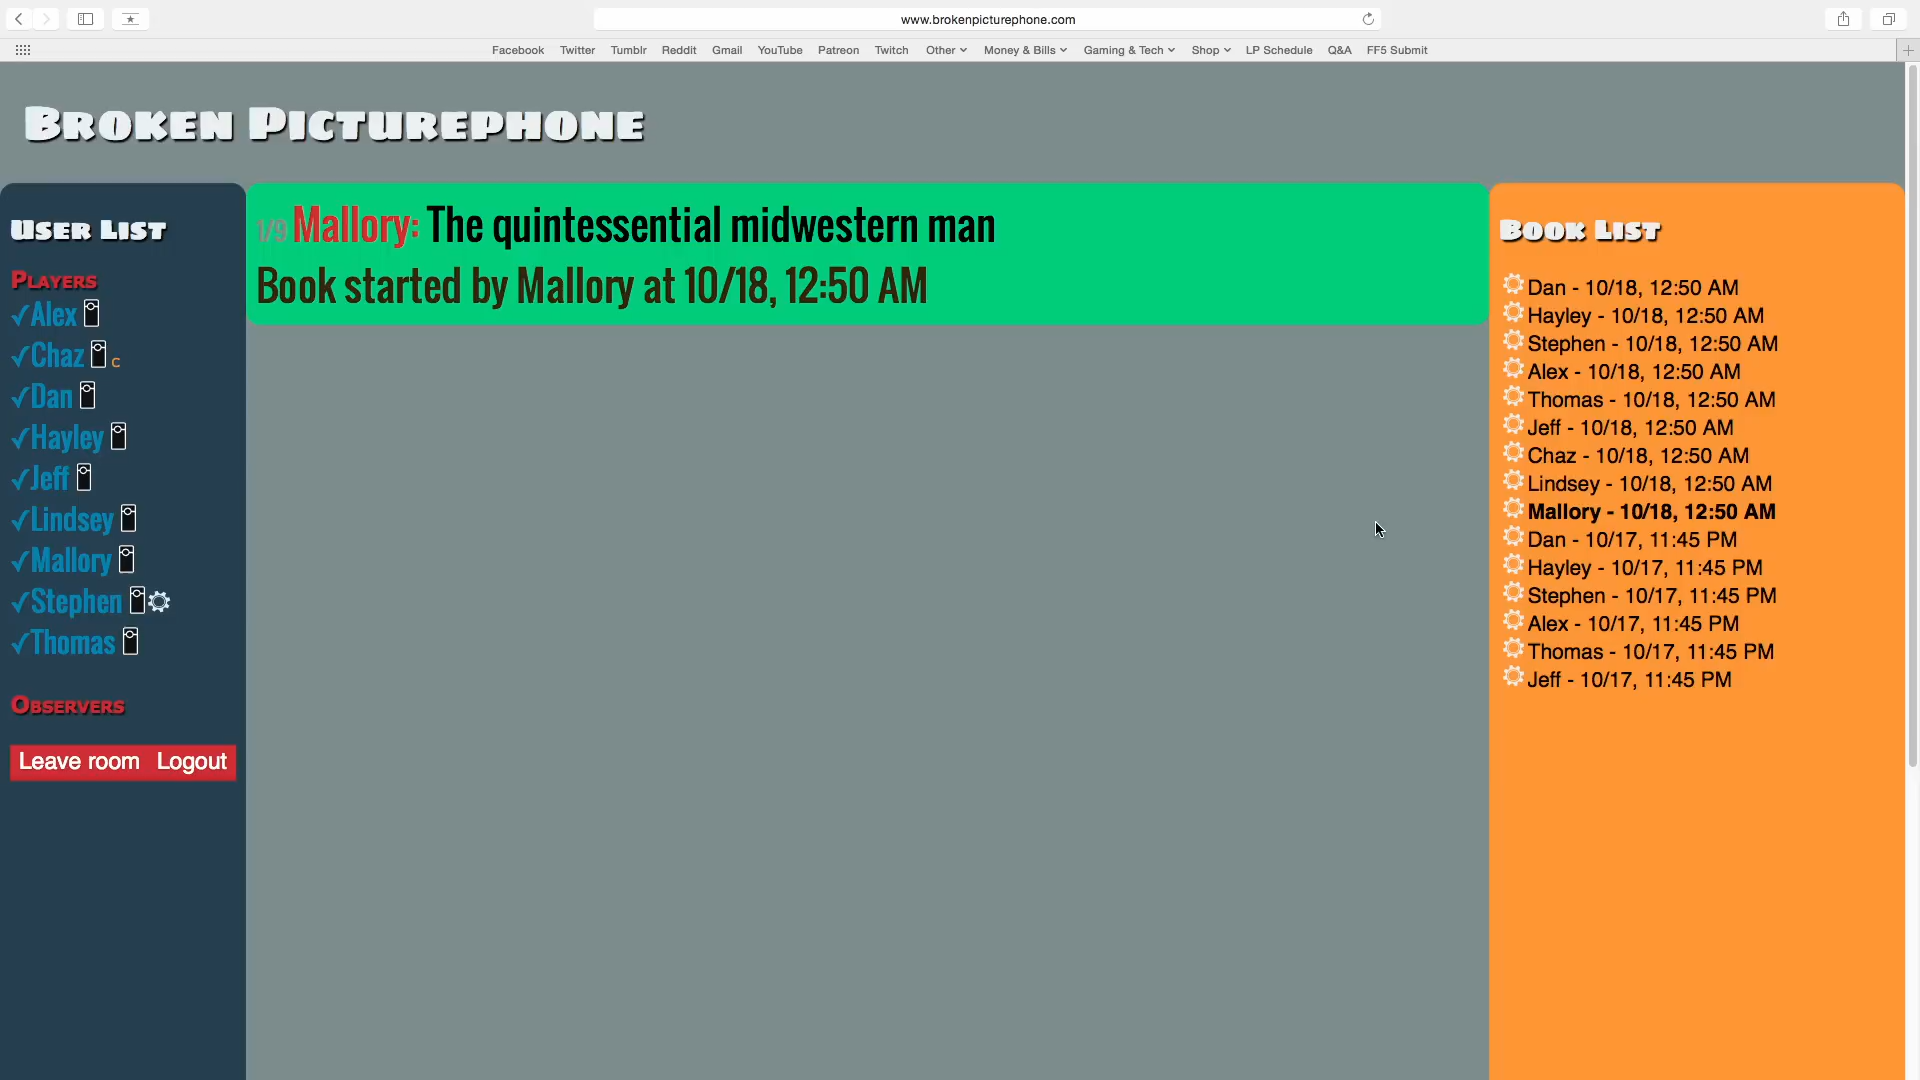 www.brokenpicturephone.com
Facebook Twitter Tumblr Reddit Gmail YouTube Patreon Twitch Other Money & Bills Gaming & Tech Shop LP Schedule Q&A FF5 Submit
Broken Picturephone
User List
Players
✓Alex
✓Chaz c
✓Dan
✓Hayley
✓Jeff
✓Lindsey
✓Mallory
✓Stephen
✓Thomas
Observers
Leave room Logout
1/9 Mallory: The quintessential midwestern man
Book started by Mallory at 10/18, 12:50 AM
Book List
Dan - 10/18, 12:50 AM
Hayley - 10/18, 12:50 AM
Stephen - 10/18, 12:50 AM
Alex - 10/18, 12:50 AM
Thomas - 10/18, 12:50 AM
Jeff - 10/18, 12:50 AM
Chaz - 10/18, 12:50 AM
Lindsey - 10/18, 12:50 AM
Mallory - 10/18, 12:50 AM
Dan - 10/17, 11:45 PM
Hayley - 10/17, 11:45 PM
Stephen - 10/17, 11:45 PM
Alex - 10/17, 11:45 PM
Thomas - 10/17, 11:45 PM
Jeff - 10/17, 11:45 PM